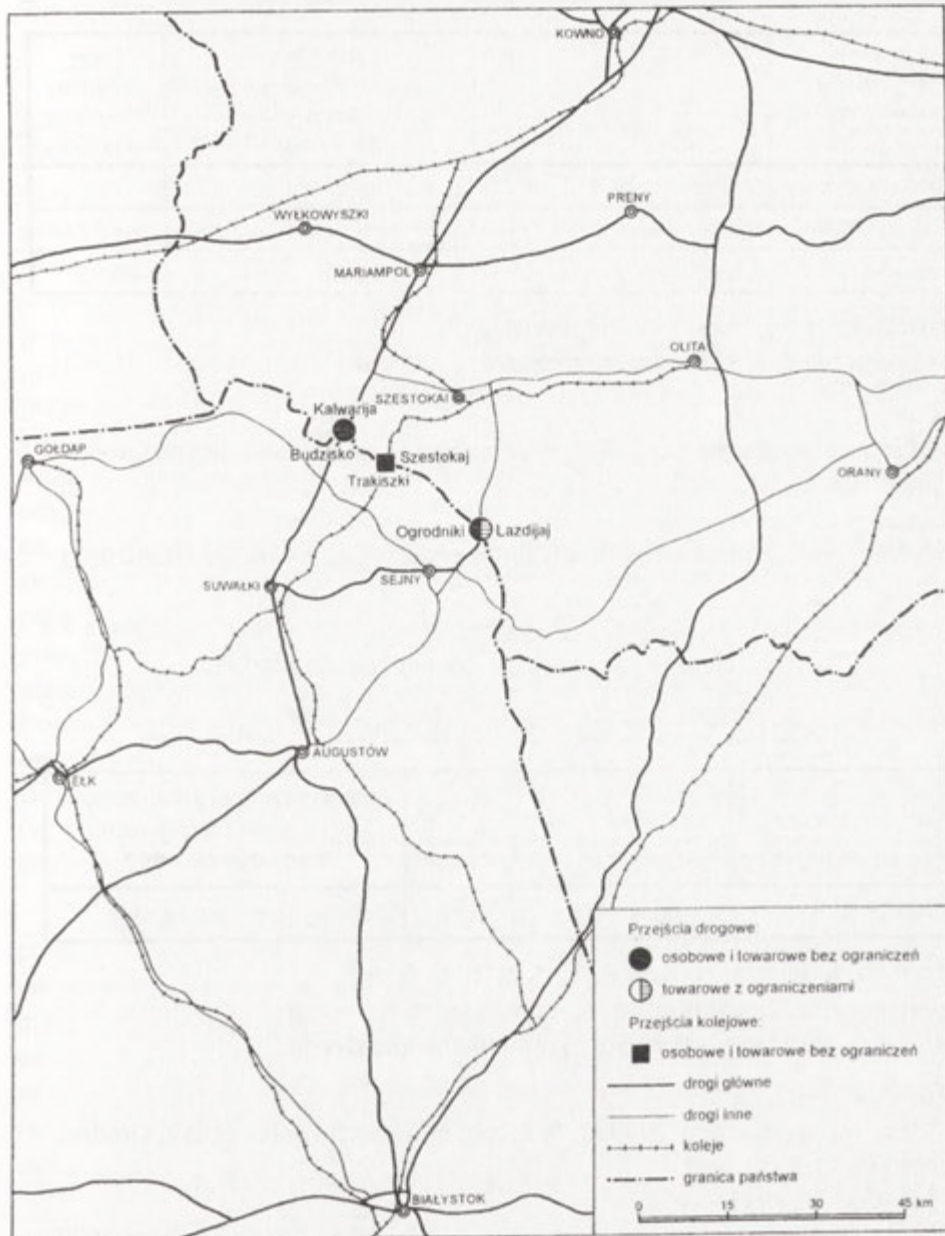 KOWNO
PRENY
WYŁKOWYSZKI
MARIAMPOL
OLITA
SZESTOKAI
Kalwarija
Budzisko
Szestokaj
Trakiszki
GOŁDAP
ORANY
Ogrodniki
Lazdijaj
SEJNY
SUWAŁKI
AUGUSTÓW
EŁK
BIAŁYSTOK
Przejścia drogowe:
osobowe i towarowe bez ograniczeń
towarowe z ograniczeniami
Przejścia kolejowe:
osobowe i towarowe bez ograniczeń
drogi główne
drogi inne
koleje
granica państwa
0 15 30 45 km